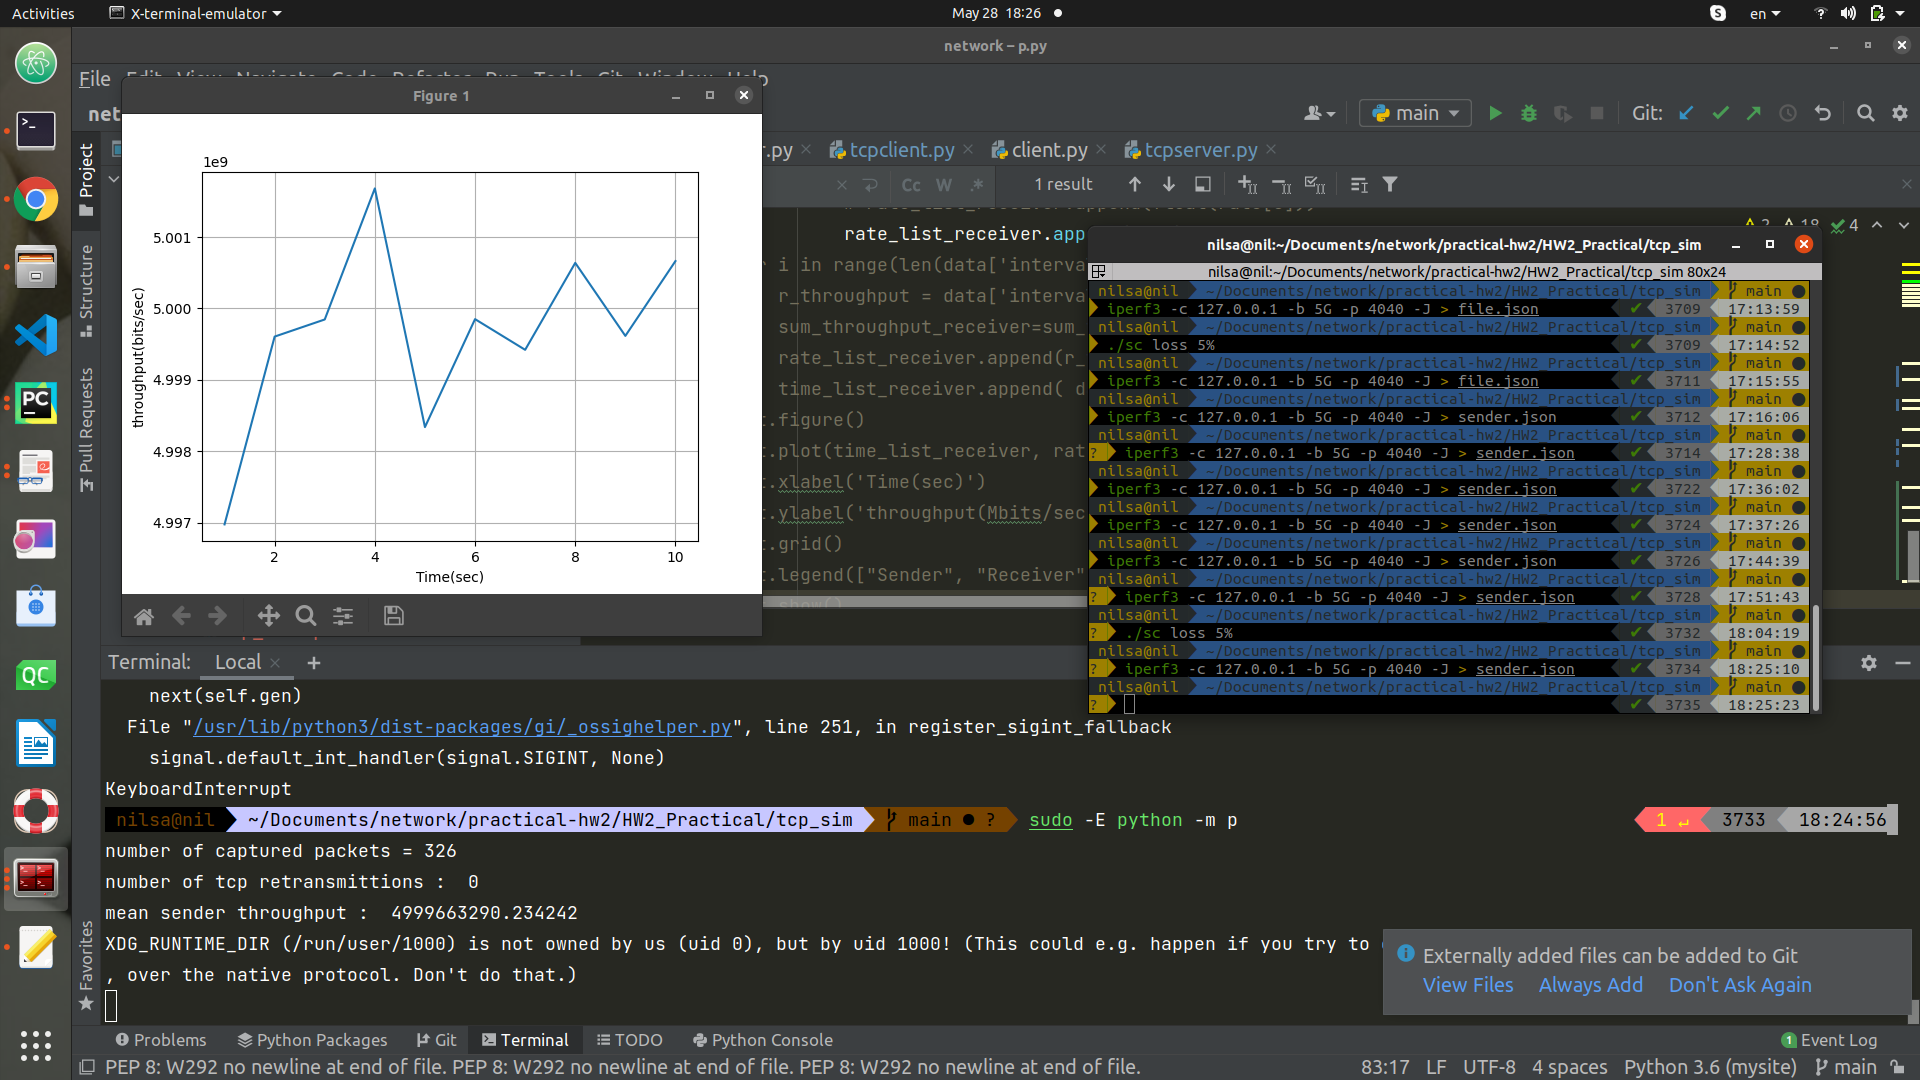 Activities X-terminal-emulator May 28 18:26 en
network – p.py
File Edit View Navigate Code Refactor Run Tools Git Window Help
net main Git:
Figure 1
1e9
5.001
5.000
4.999
4.998
4.997
2 4 6 8 10
Time(sec)
throughput(bits/sec)
r.py tcpclient.py client.py tcpserver.py
Cc W .* 1 result
2 18 4
rate_list_receiver.app
r i in range(len(data['interva
r_throughput = data['interva
sum_throughput_receiver=sum_
rate_list_receiver.append(r_
time_list_receiver.append( d
t.figure()
t.plot(time_list_receiver, rat
t.xlabel('Time(sec)')
t.ylabel('throughput(Mbits/sec
t.grid()
t.legend(["Sender", "Receiver"
.show()
Project
Structure
Pull Requests
Favorites
nilsa@nil:~/Documents/network/practical-hw2/HW2_Practical/tcp_sim
nilsa@nil:~/Documents/network/practical-hw2/HW2_Practical/tcp_sim 80x24
nilsa@nil ~/Documents/network/practical-hw2/HW2_Practical/tcp_sim main
iperf3 -c 127.0.0.1 -b 5G -p 4040 -J > file.json ✔ 3709 17:13:59
nilsa@nil ~/Documents/network/practical-hw2/HW2_Practical/tcp_sim main
./sc loss 5% ✔ 3709 17:14:52
nilsa@nil ~/Documents/network/practical-hw2/HW2_Practical/tcp_sim main
iperf3 -c 127.0.0.1 -b 5G -p 4040 -J > file.json ✔ 3711 17:15:55
nilsa@nil ~/Documents/network/practical-hw2/HW2_Practical/tcp_sim main
iperf3 -c 127.0.0.1 -b 5G -p 4040 -J > sender.json ✔ 3712 17:16:06
nilsa@nil ~/Documents/network/practical-hw2/HW2_Practical/tcp_sim main
? iperf3 -c 127.0.0.1 -b 5G -p 4040 -J > sender.json ✔ 3714 17:28:38
nilsa@nil ~/Documents/network/practical-hw2/HW2_Practical/tcp_sim main
iperf3 -c 127.0.0.1 -b 5G -p 4040 -J > sender.json ✔ 3722 17:36:02
nilsa@nil ~/Documents/network/practical-hw2/HW2_Practical/tcp_sim main
iperf3 -c 127.0.0.1 -b 5G -p 4040 -J > sender.json ✔ 3724 17:37:26
nilsa@nil ~/Documents/network/practical-hw2/HW2_Practical/tcp_sim main
iperf3 -c 127.0.0.1 -b 5G -p 4040 -J > sender.json ✔ 3726 17:44:39
nilsa@nil ~/Documents/network/practical-hw2/HW2_Practical/tcp_sim main
? iperf3 -c 127.0.0.1 -b 5G -p 4040 -J > sender.json ✔ 3728 17:51:43
nilsa@nil ~/Documents/network/practical-hw2/HW2_Practical/tcp_sim main
? ./sc loss 5% ✔ 3732 18:04:19
nilsa@nil ~/Documents/network/practical-hw2/HW2_Practical/tcp_sim main
? iperf3 -c 127.0.0.1 -b 5G -p 4040 -J > sender.json ✔ 3734 18:25:10
nilsa@nil ~/Documents/network/practical-hw2/HW2_Practical/tcp_sim main
? ✔ 3735 18:25:23
Terminal: Local
next(self.gen)
File "/usr/lib/python3/dist-packages/gi/_ossighelper.py", line 251, in register_sigint_fallback
signal.default_int_handler(signal.SIGINT, None)
KeyboardInterrupt
nilsa@nil ~/Documents/network/practical-hw2/HW2_Practical/tcp_sim main ● ? sudo -E python -m p 1 ↵ 3733 18:24:56
number of captured packets = 326
number of tcp retransmittions : 0
mean sender throughput : 4999663290.234242
XDG_RUNTIME_DIR (/run/user/1000) is not owned by us (uid 0), but by uid 1000! (This could e.g. happen if you try to
, over the native protocol. Don't do that.)
Externally added files can be added to Git
View Files Always Add Don't Ask Again
Problems Python Packages Git Terminal TODO Python Console 1 Event Log
PEP 8: W292 no newline at end of file. PEP 8: W292 no newline at end of file. PEP 8: W292 no newline at end of file. 83:17 LF UTF-8 4 spaces Python 3.6 (mysite) main